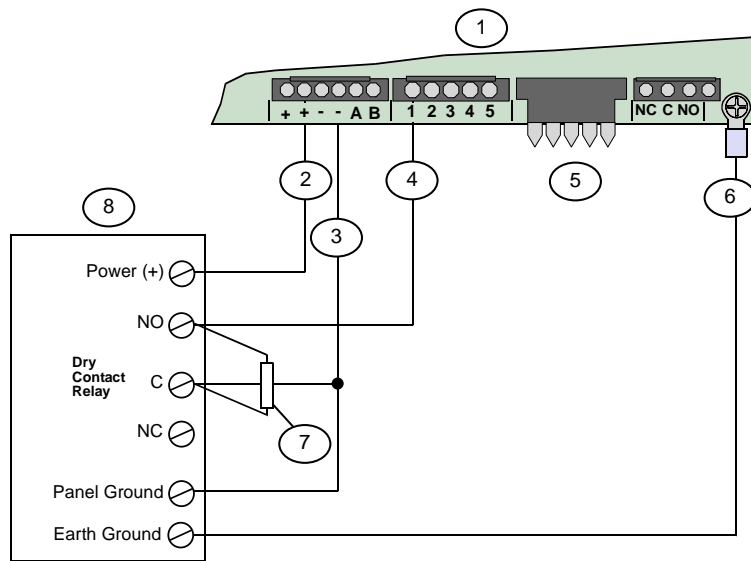 1
+ + - - A B
1 2 3 4 5
NC C NO
2
4
5
6
8
3
Power (+)
NO
Dry
Contact
Relay
C
7
NC
Panel Ground
Earth Ground